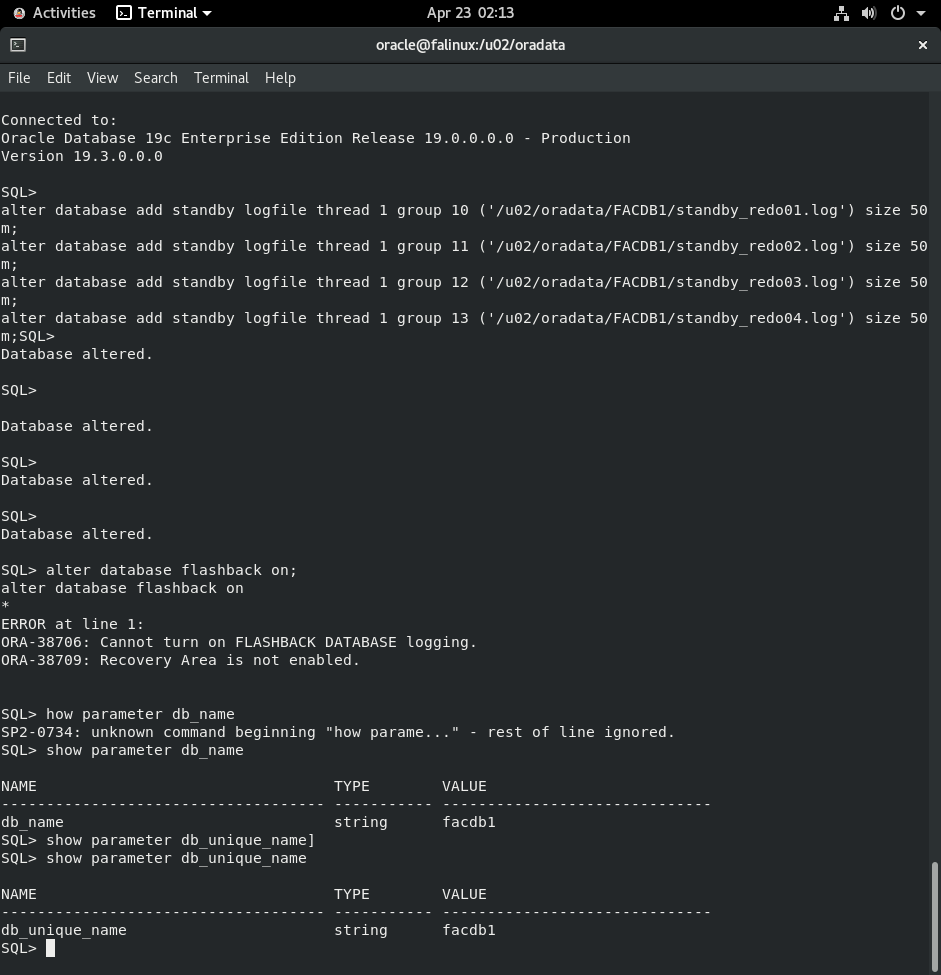 Activities Terminal Apr 23 02:13
oracle@falinux:/u02/oradata
File Edit View Search Terminal Help
Connected to:
Oracle Database 19c Enterprise Edition Release 19.0.0.0.0 - Production
Version 19.3.0.0.0
SQL>
alter database add standby logfile thread 1 group 10 ('/u02/oradata/FACDB1/standby_redo01.log') size 50
m;
alter database add standby logfile thread 1 group 11 ('/u02/oradata/FACDB1/standby_redo02.log') size 50
m;
alter database add standby logfile thread 1 group 12 ('/u02/oradata/FACDB1/standby_redo03.log') size 50
m;
alter database add standby logfile thread 1 group 13 ('/u02/oradata/FACDB1/standby_redo04.log') size 50
m;SQL>
Database altered.
SQL>
Database altered.
SQL>
Database altered.
SQL>
Database altered.
SQL> alter database flashback on;
alter database flashback on
*
ERROR at line 1:
ORA-38706: Cannot turn on FLASHBACK DATABASE logging.
ORA-38709: Recovery Area is not enabled.
SQL> how parameter db_name
SP2-0734: unknown command beginning "how parame..." - rest of line ignored.
SQL> show parameter db_name
NAME TYPE VALUE
------------------------------------ ----------- ------------------------------
db_name string facdb1
SQL> show parameter db_unique_name]
SQL> show parameter db_unique_name
NAME TYPE VALUE
------------------------------------ ----------- ------------------------------
db_unique_name string facdb1
SQL>